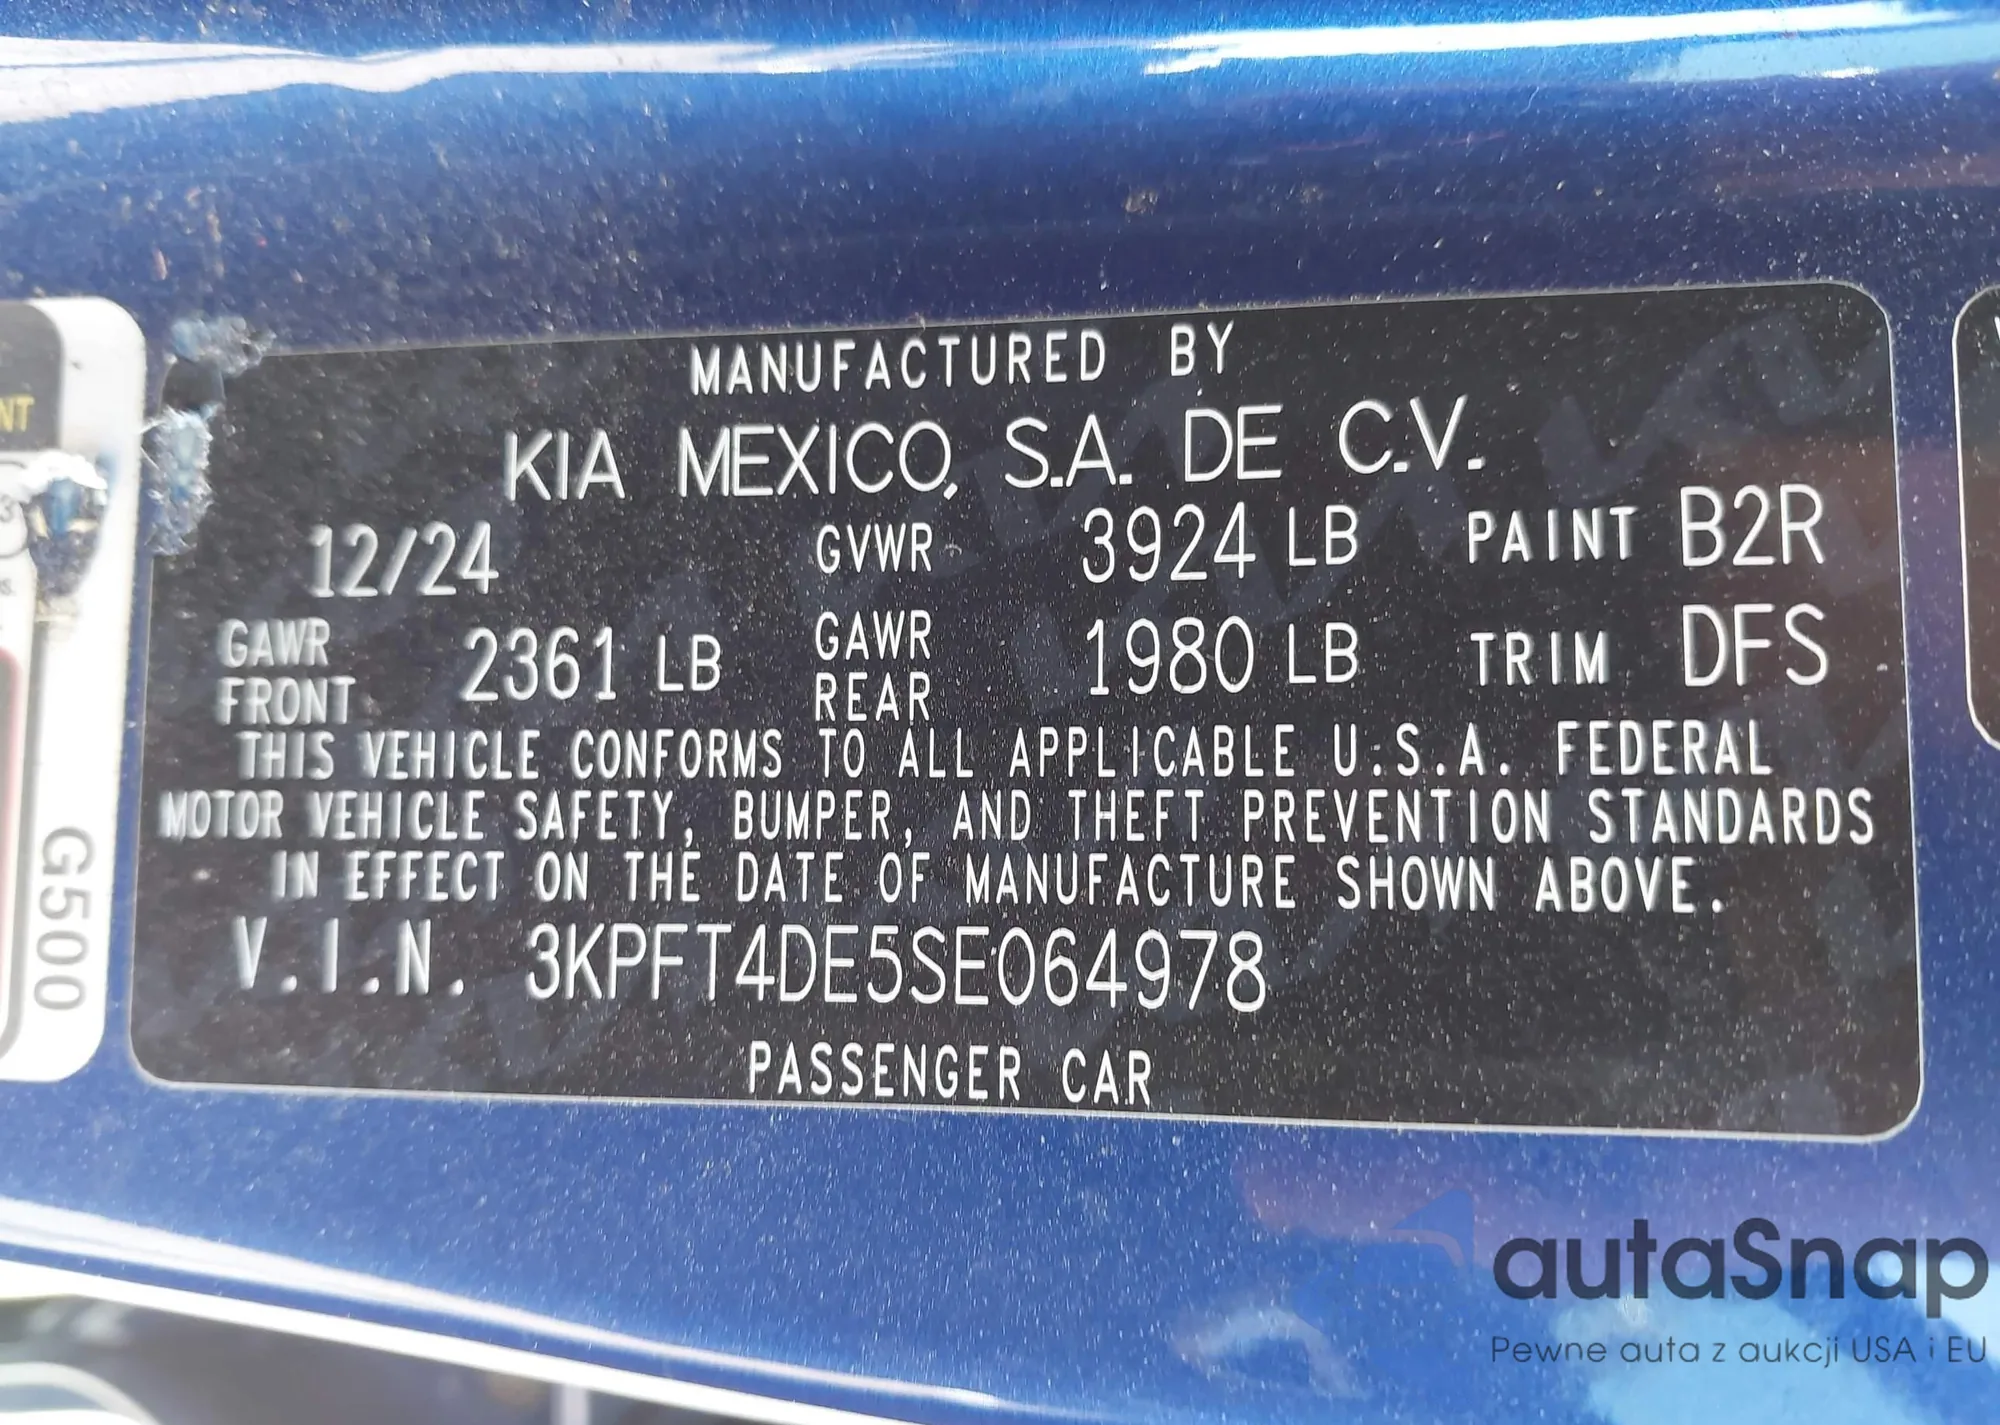 MANUFACTURED BY
KIA MEXICO, S.A. DE C.V.
12/24 GVWR 3924 LB PAINT B2R
GAWR FRONT 2361 LB GAWR REAR 1980 LB TRIM DFS
THIS VEHICLE CONFORMS TO ALL APPLICABLE U.S.A. FEDERAL
MOTOR VEHICLE SAFETY, BUMPER, AND THEFT PREVENTION STANDARDS
IN EFFECT ON THE DATE OF MANUFACTURE SHOWN ABOVE.
V.I.N. 3KPFT4DE5SE064978
PASSENGER CAR
G500
autaSnap
Pewne auta z aukcji USA i EU